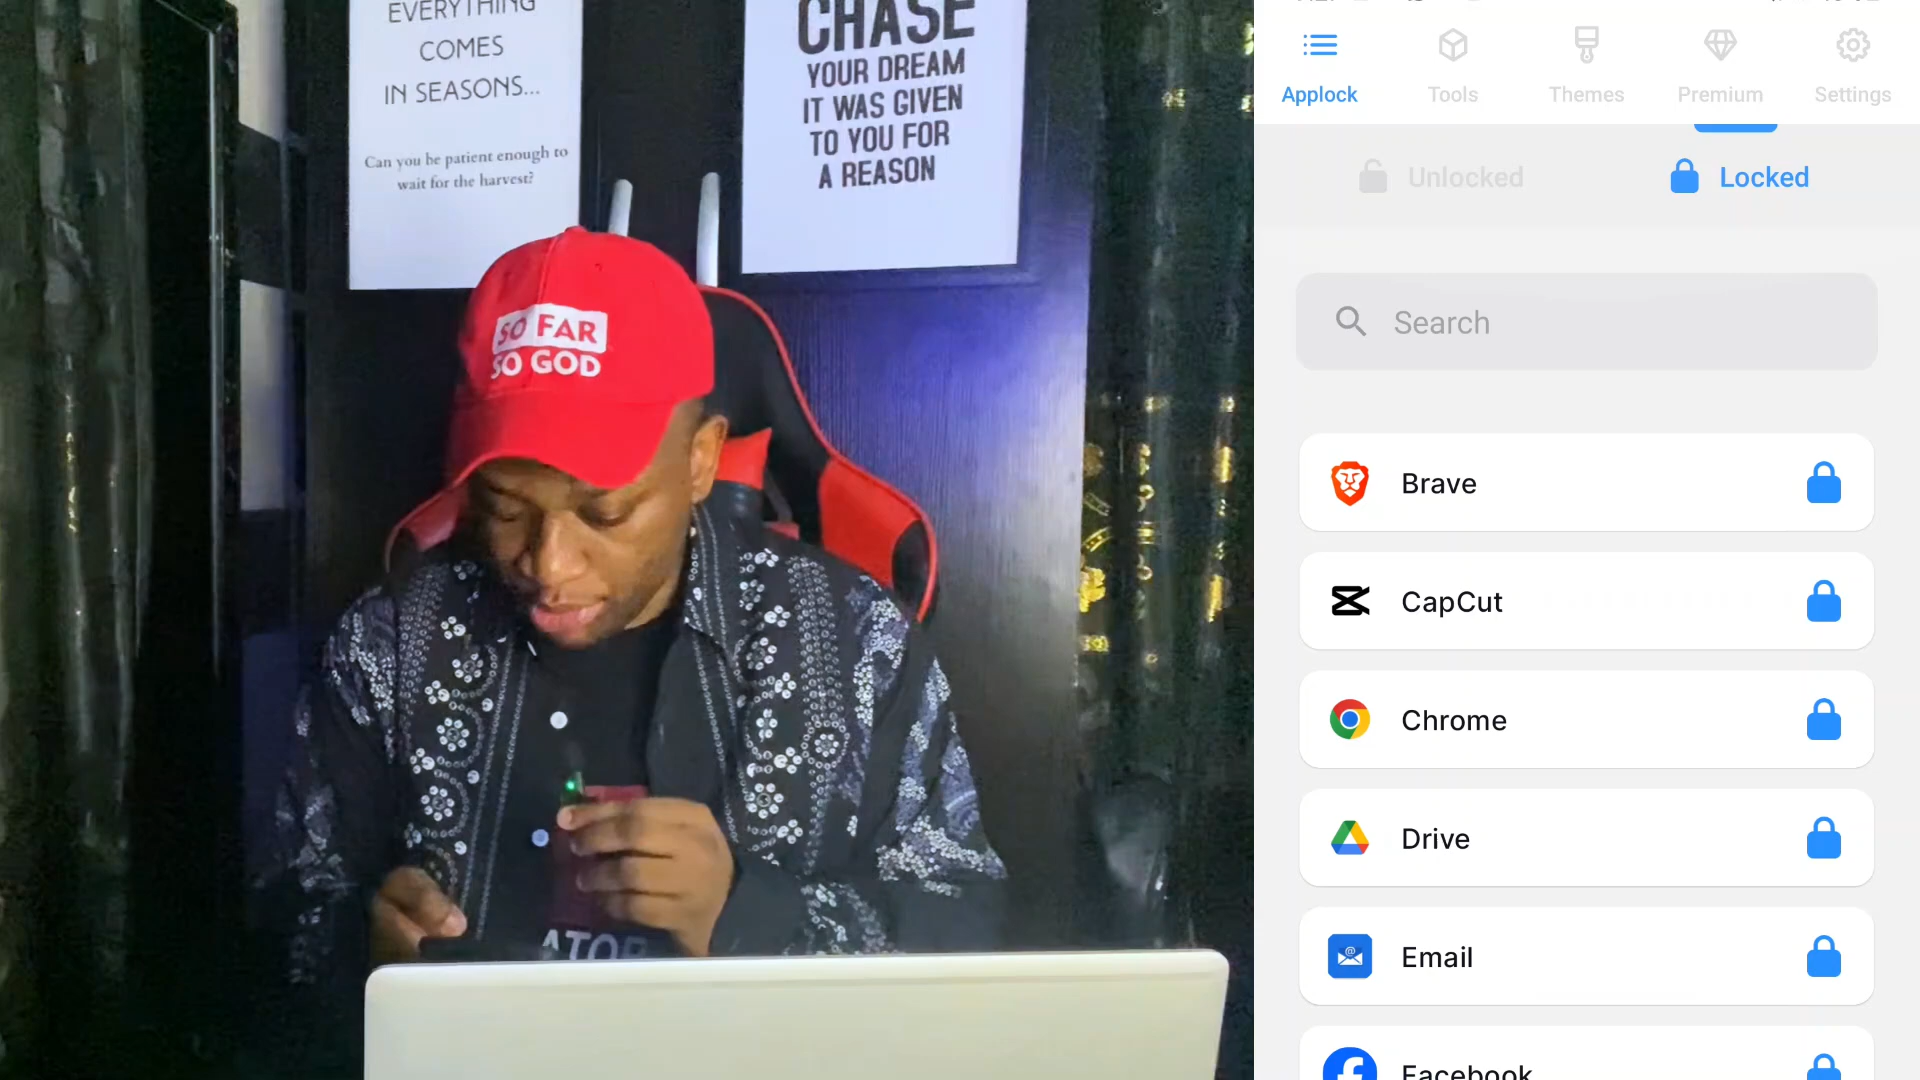 EVERYTHING
COMES
IN SEASONS...
Can you be patient enough to
wait for the harvest?
CHASE
YOUR DREAM
IT WAS GIVEN
TO YOU FOR
A REASON
SO FAR
SO GOD
Applock
Tools
Themes
Premium
Settings
Unlocked
Locked
Search
Brave
CapCut
Chrome
Drive
Email
Facebook